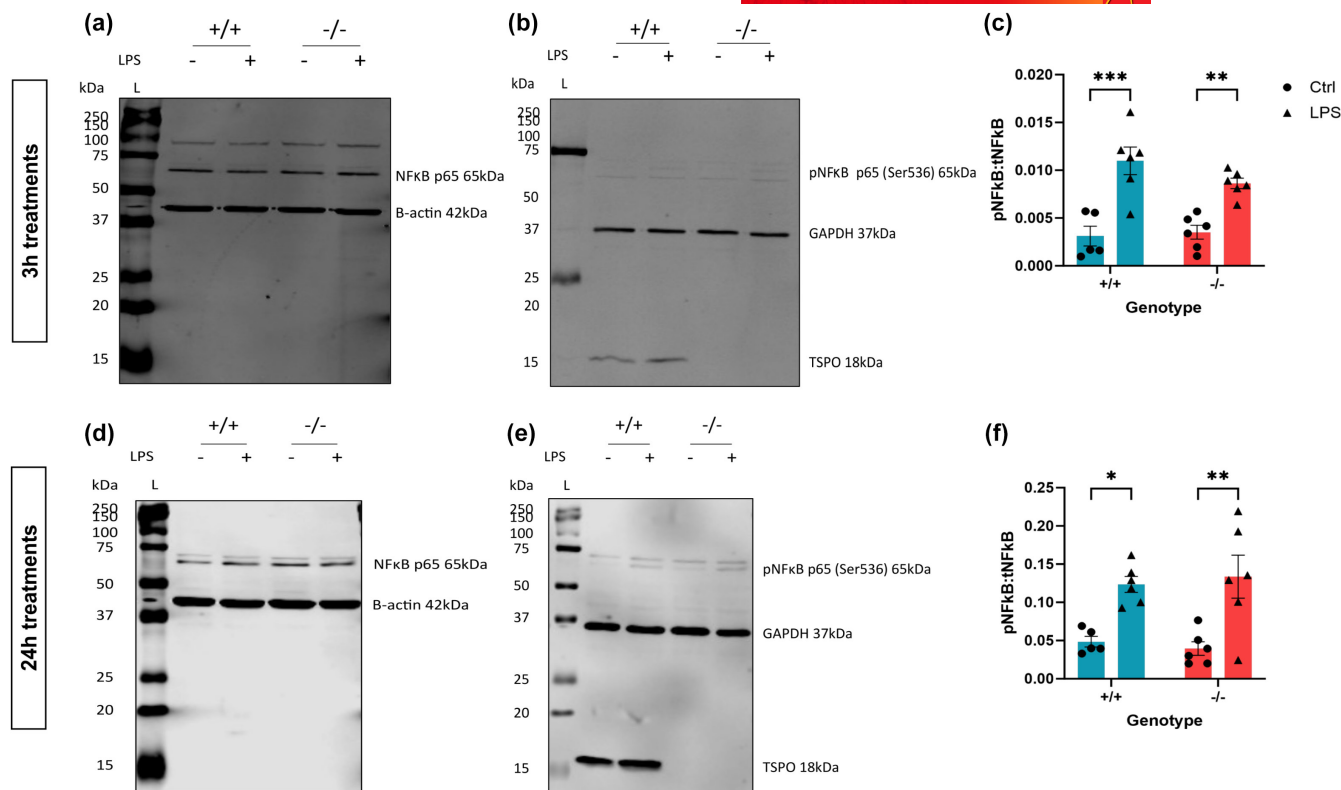 (a)
+/+ -/-
LPS - + - +
kDa L
250
150
100
75
50
37
25
20
15
NFκB p65 65kDa
B-actin 42kDa
3h treatments
(b)
+/+ -/-
LPS - + - +
kDa L
250
150
100
75
50
37
25
20
15
pNFκB p65 (Ser536) 65kDa
GAPDH 37kDa
TSPO 18kDa
(c)
0.020
0.015
0.010
0.005
0.000
pNFkB:tNFkB
*** **
+/+ -/-
Genotype
Ctrl
LPS
(d)
+/+ -/-
LPS - + - +
kDa L
250
150
100
75
50
37
25
20
15
NFκB p65 65kDa
B-actin 42kDa
24h treatments
(e)
+/+ -/-
LPS - + - +
kDa L
250
150
100
75
50
37
25
20
15
pNFκB p65 (Ser536) 65kDa
GAPDH 37kDa
TSPO 18kDa
(f)
0.25
0.20
0.15
0.10
0.05
0.00
pNFkB:tNFkB
* **
+/+ -/-
Genotype